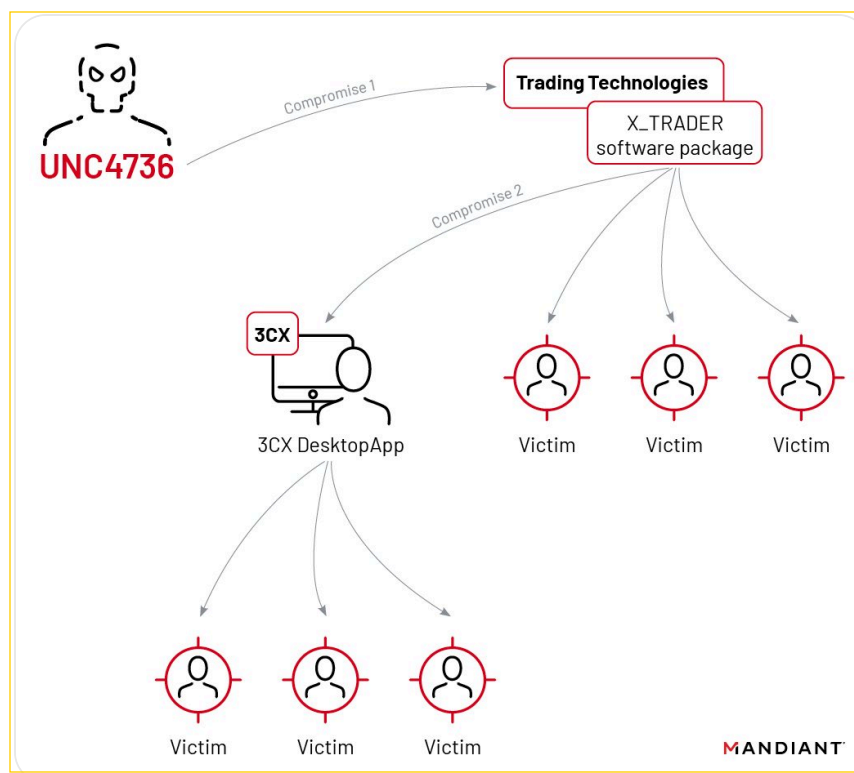 UNC4736
Compromise 1
Trading Technologies
X_TRADER
software package
Compromise 2
3CX
3CX DesktopApp
Victim
Victim
Victim
Victim
Victim
Victim
MANDIANT